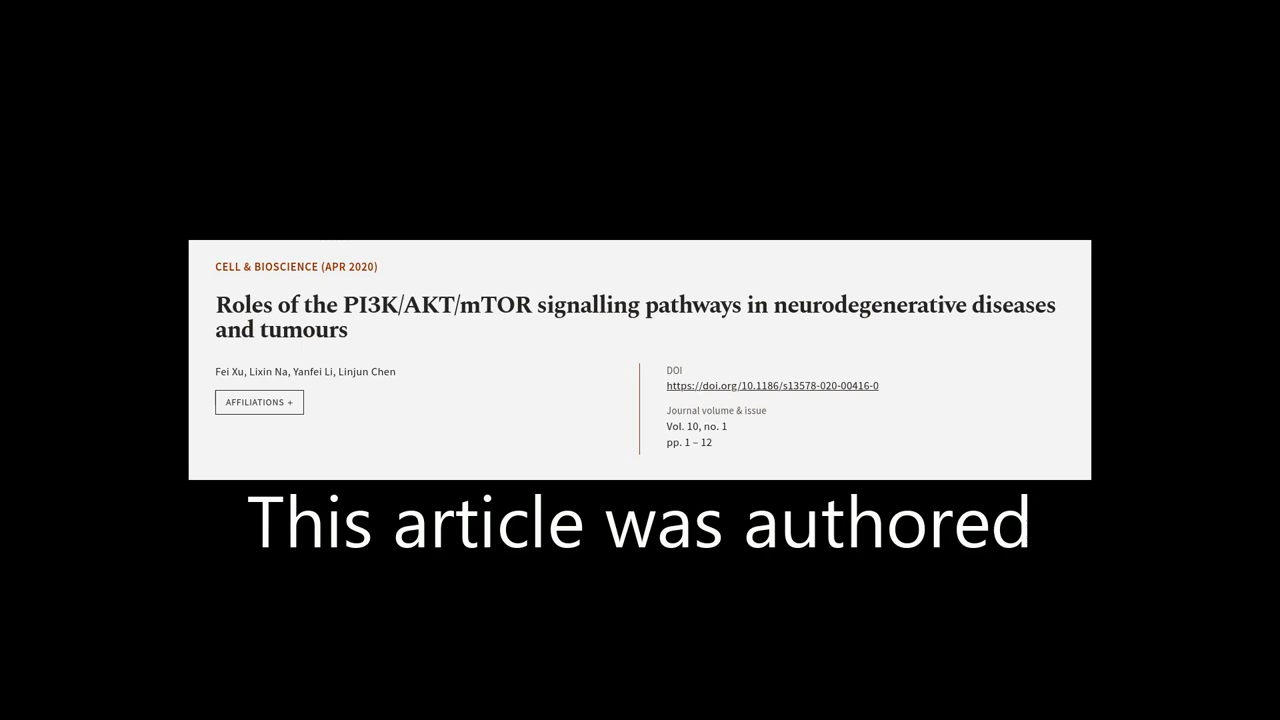 CELL & BIOSCIENCE (APR 2020)
Roles of the PI3K/AKT/mTOR signalling pathways in neurodegenerative diseases
and tumours
Fei Xu, Lixin Na, Yanfei Li, Linjun Chen
AFFILIATIONS +
DOI
https://doi.org/10.1186/s13578-020-00416-0
Journal volume & issue
Vol. 10, no. 1
pp. 1 – 12
This article was authored